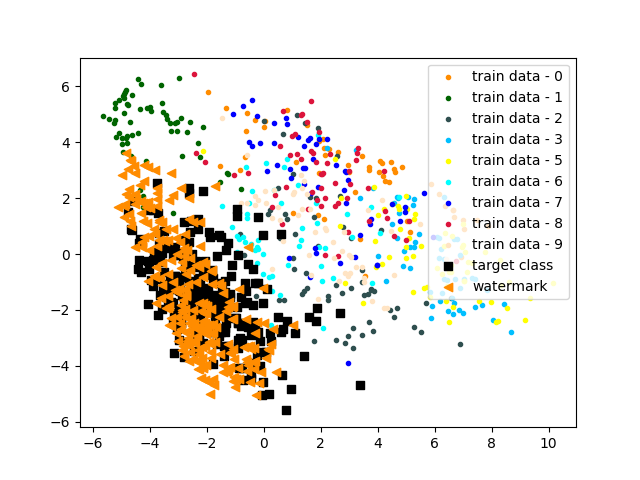 6
4
2
0
−2
−4
−6
−6
−4
−2
0
2
4
6
8
10
train data - 0
train data - 1
train data - 2
train data - 3
train data - 5
train data - 6
train data - 7
train data - 8
train data - 9
target class
watermark